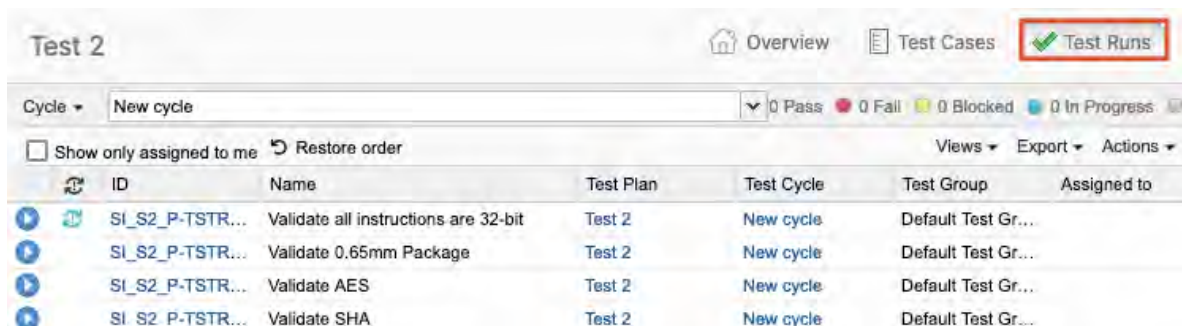 Test 2 Overview Test Cases Test Runs
Cycle New cycle 0 Pass 0 Fail 0 Blocked 0 In Progress
Show only assigned to me Restore order Views Export Actions
ID Name Test Plan Test Cycle Test Group Assigned to
SI_S2_P-TSTR... Validate all instructions are 32-bit Test 2 New cycle Default Test Gr...
SI_S2_P-TSTR... Validate 0.65mm Package Test 2 New cycle Default Test Gr...
SI_S2_P-TSTR... Validate AES Test 2 New cycle Default Test Gr...
SI_S2_P-TSTR... Validate SHA Test 2 New cycle Default Test Gr...